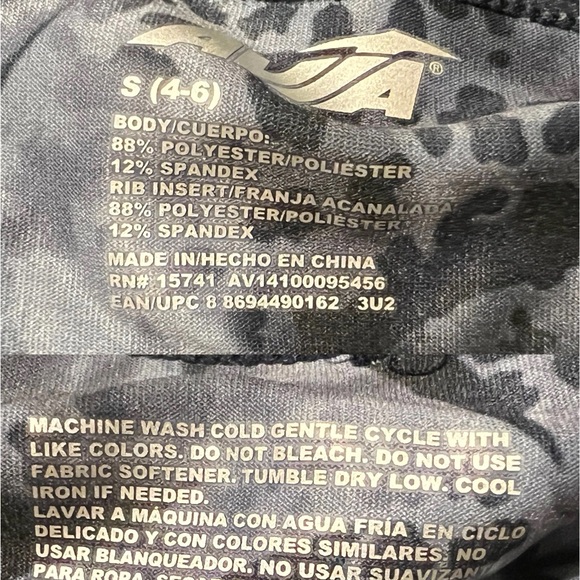 AVIA
®
S (4-6)
BODY/CUERPO:
88% POLYESTER/POLIÉSTER
12% SPANDEX
RIB INSERT/FRANJA ACANALADA
88% POLYESTER/POLIÉSTER
12% SPANDEX
MADE IN/HECHO EN CHINA
RN# 15741 AV14100095456
EAN/UPC 8 8694490162 3U2
MACHINE WASH COLD GENTLE CYCLE WITH
LIKE COLORS. DO NOT BLEACH. DO NOT USE
FABRIC SOFTENER. TUMBLE DRY LOW. COOL
IRON IF NEEDED.
LAVAR A MÁQUINA CON AGUA FRÍA EN CICLO
DELICADO Y CON COLORES SIMILARES. NO
USAR BLANQUEADOR. NO USAR SUAVIZANTE
PARA ROPA.